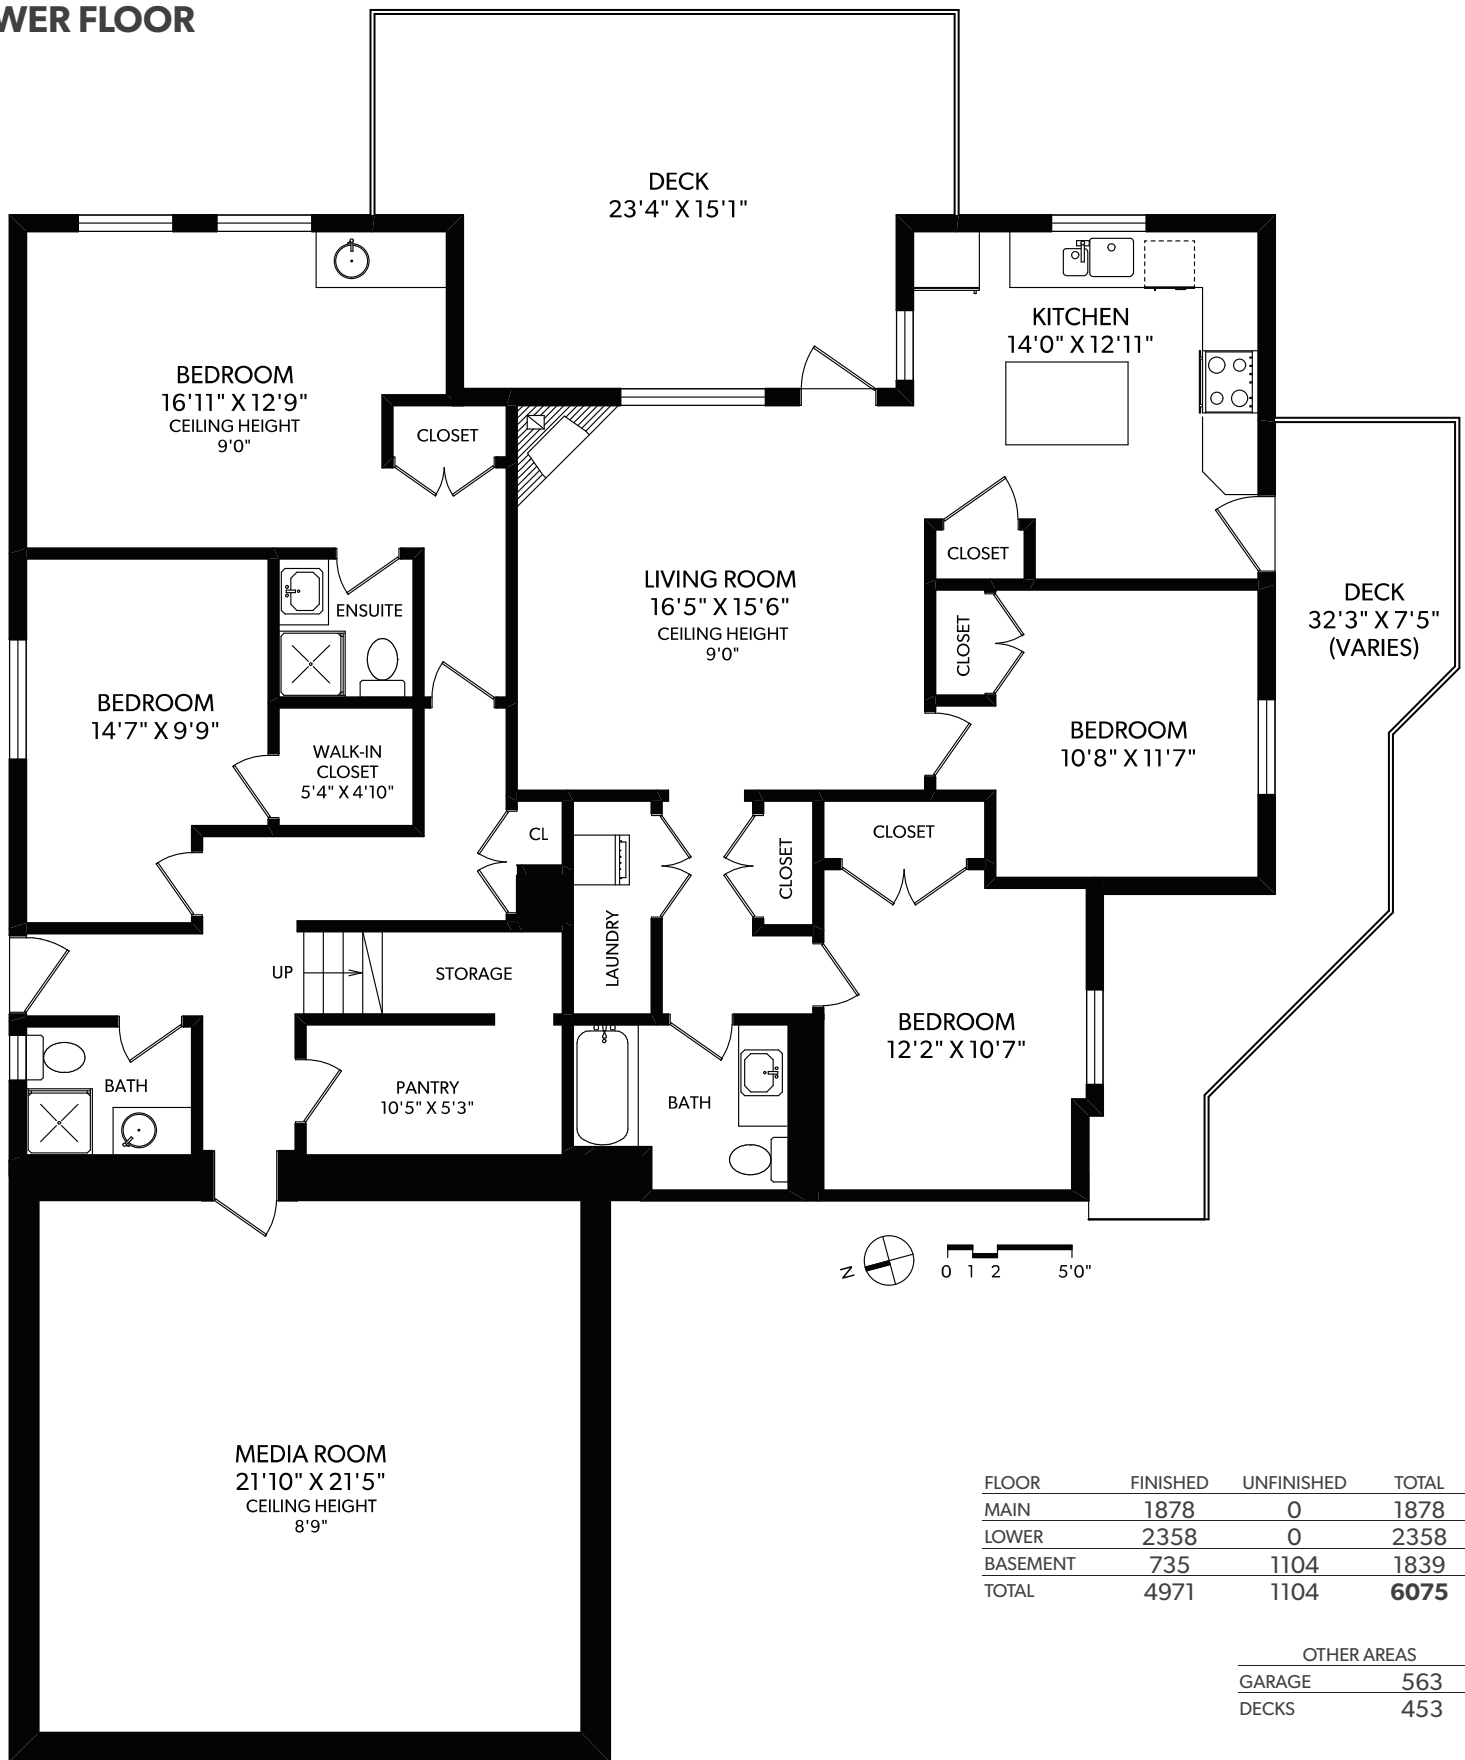 WER FLOOR
DECK
23'4" X 15'1"
KITCHEN
14'0" X 12'11"
BEDROOM
16'11" X 12'9"
CEILING HEIGHT
9'0"
CLOSET
CLOSET
LIVING ROOM
16'5" X 15'6"
CEILING HEIGHT
9'0"
DECK
32'3" X 7'5"
(VARIES)
ENSUITE
CLOSET
BEDROOM
14'7" X 9'9"
BEDROOM
10'8" X 11'7"
WALK-IN
CLOSET
5'4" X 4'10"
CL
CLOSET
CLOSET
LAUNDRY
UP
STORAGE
BEDROOM
12'2" X 10'7"
BATH
PANTRY
10'5" X 5'3"
BATH
N
0 1 2 5'0"
MEDIA ROOM
21'10" X 21'5"
CEILING HEIGHT
8'9"
FLOOR FINISHED UNFINISHED TOTAL
MAIN 1878 0 1878
LOWER 2358 0 2358
BASEMENT 735 1104 1839
TOTAL 4971 1104 6075
OTHER AREAS
GARAGE 563
DECKS 453